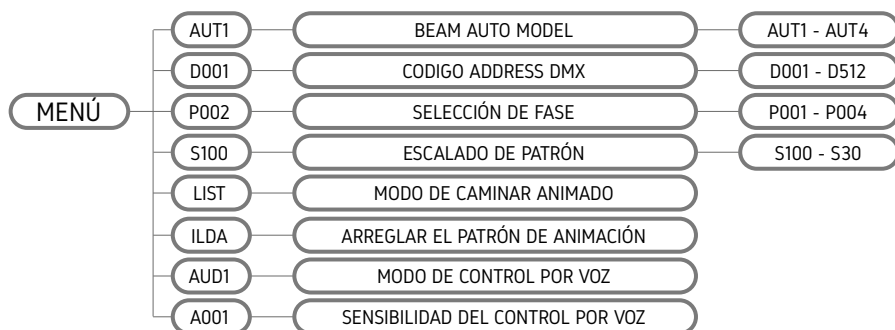 AUT1 BEAM AUTO MODEL AUT1 - AUT4
D001 CODIGO ADDRESS DMX D001 - D512
MENÚ P002 SELECCIÓN DE FASE P001 - P004
S100 ESCALADO DE PATRÓN S100 - S30
LIST MODO DE CAMINAR ANIMADO
ILDA ARREGLAR EL PATRÓN DE ANIMACIÓN
AUD1 MODO DE CONTROL POR VOZ
A001 SENSIBILIDAD DEL CONTROL POR VOZ